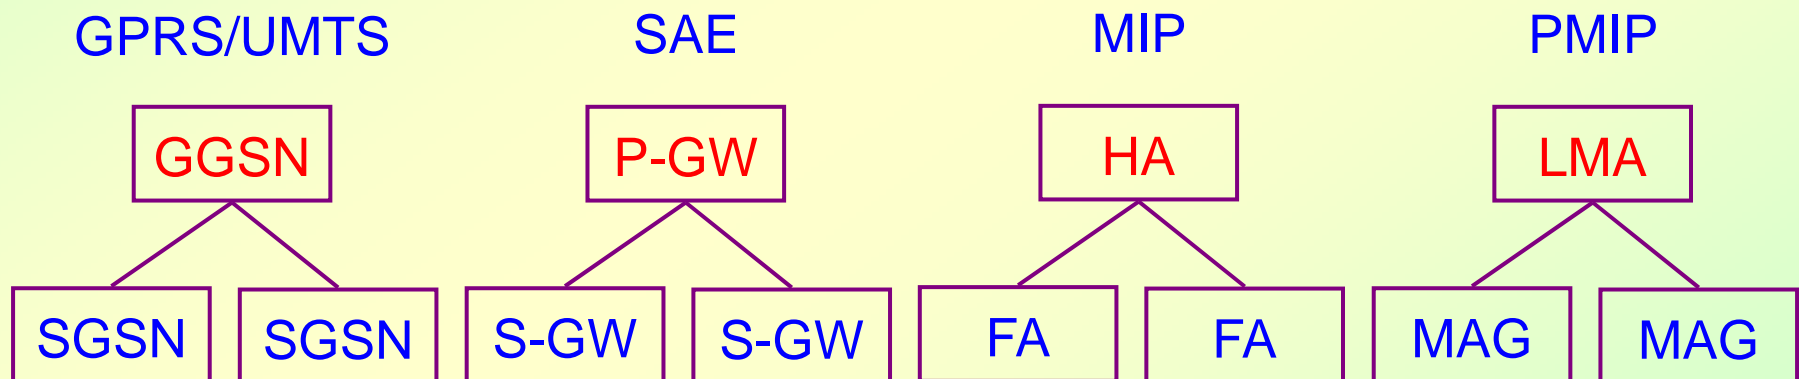 GPRS/UMTS SAE MIP PMIP
GGSN P-GW HA LMA
SGSN SGSN S-GW S-GW FA FA MAG MAG